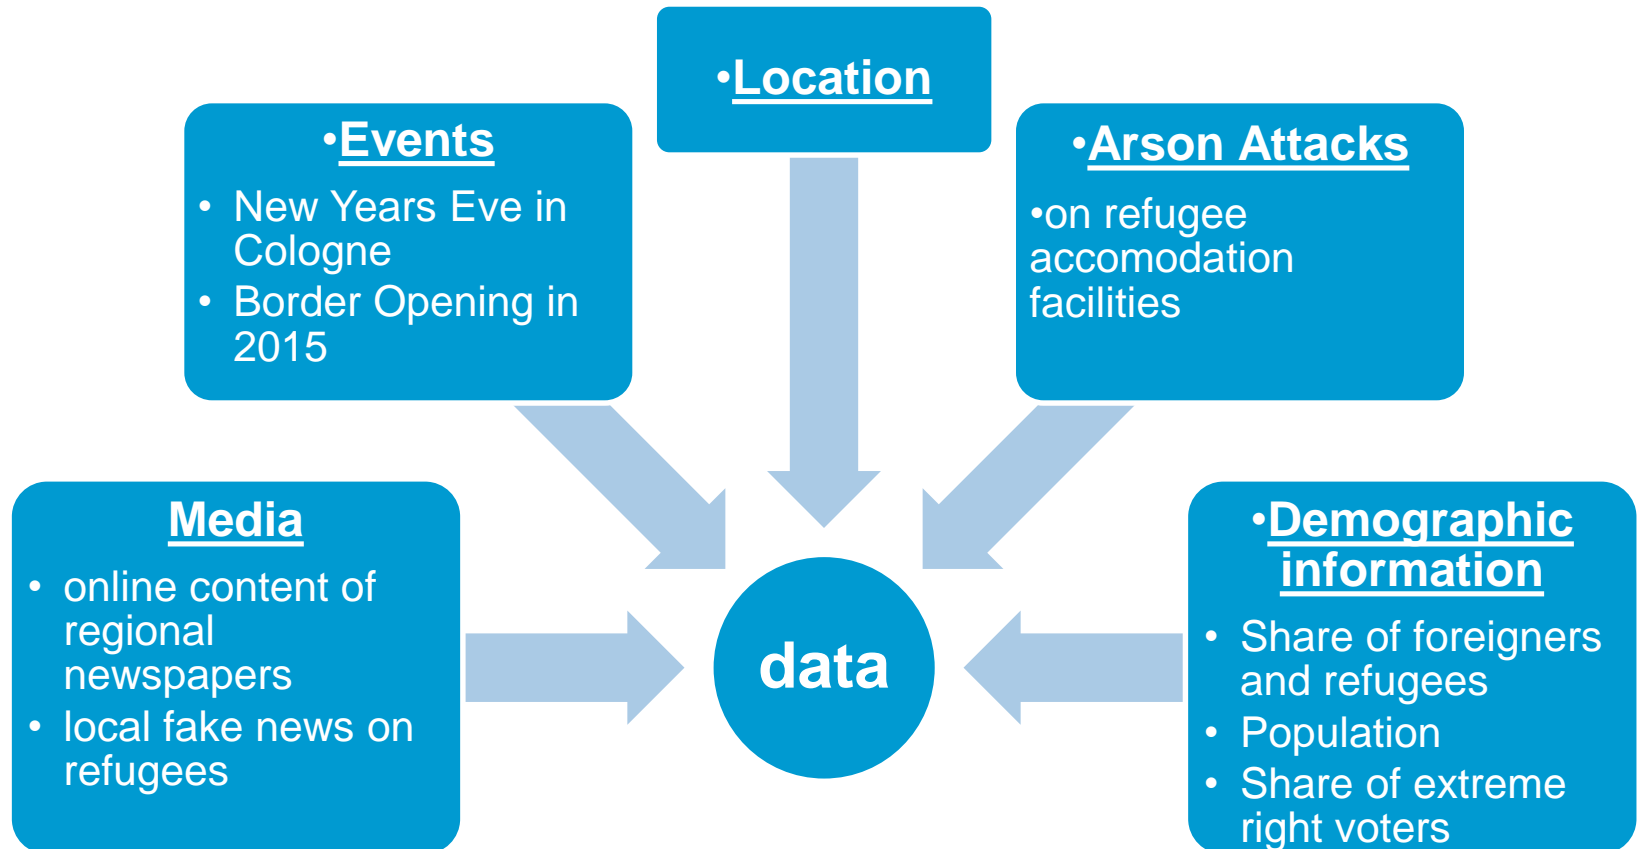 •Location
•Events
• New Years Eve in
Cologne
• Border Opening in
2015
•Arson Attacks
•on refugee
accomodation
facilities
Media
• online content of
regional
newspapers
• local fake news on
refugees
data
•Demographic
information
• Share of foreigners
and refugees
• Population
• Share of extreme
right voters